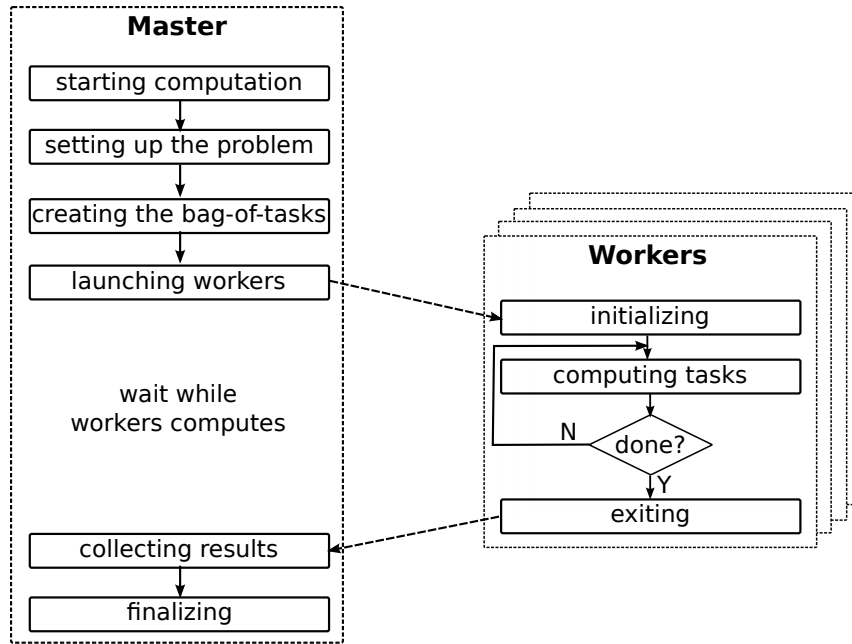 Master
starting computation
setting up the problem
creating the bag-of-tasks
launching workers
wait while
workers computes
collecting results
finalizing
Workers
initializing
computing tasks
done?
N
Y
exiting